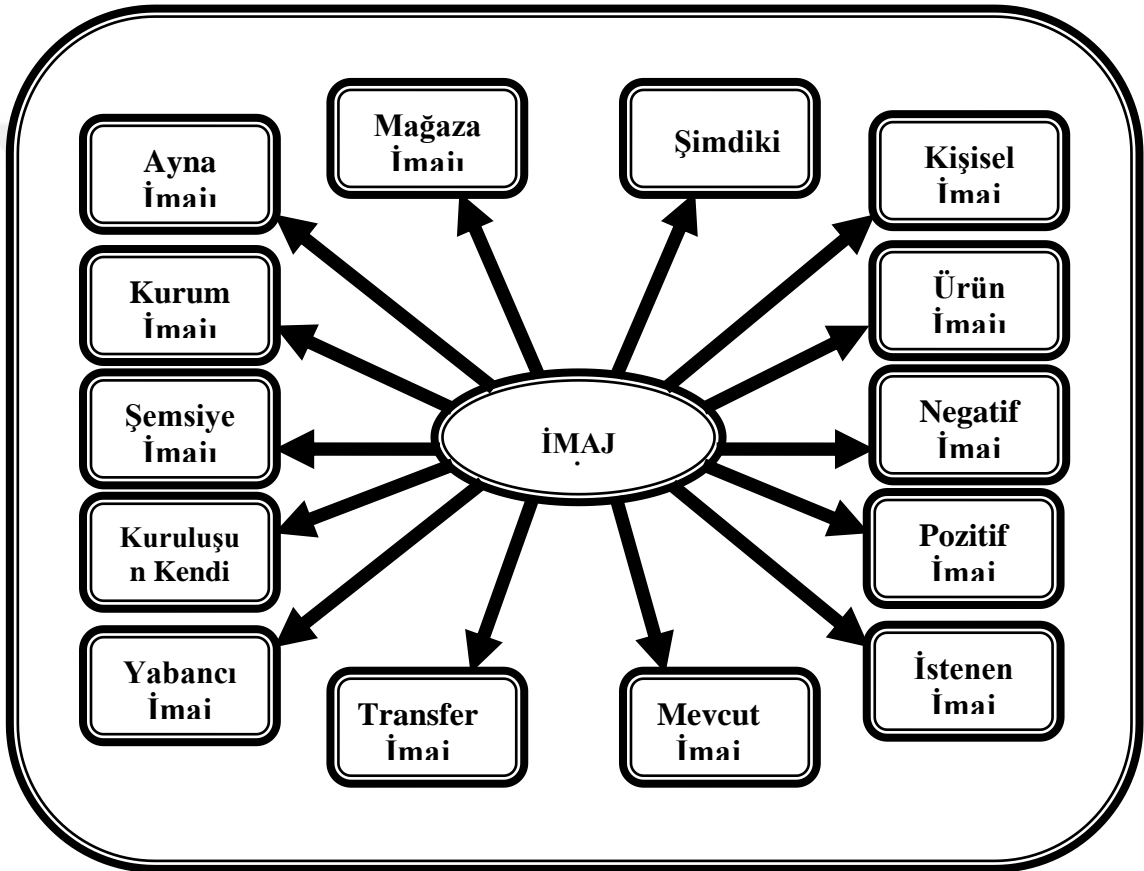 Ayna
İmajı
Mağaza
İmajı
Şimdiki
Kişisel
İmaj
Kurum
İmajı
Ürün
İmajı
Şemsiye
İmajı
İMAJ
Negatif
İmaj
Kuruluşu
n Kendi
Pozitif
İmaj
Yabancı
İmaj
Transfer
İmaj
Mevcut
İmaj
İstenen
İmaj